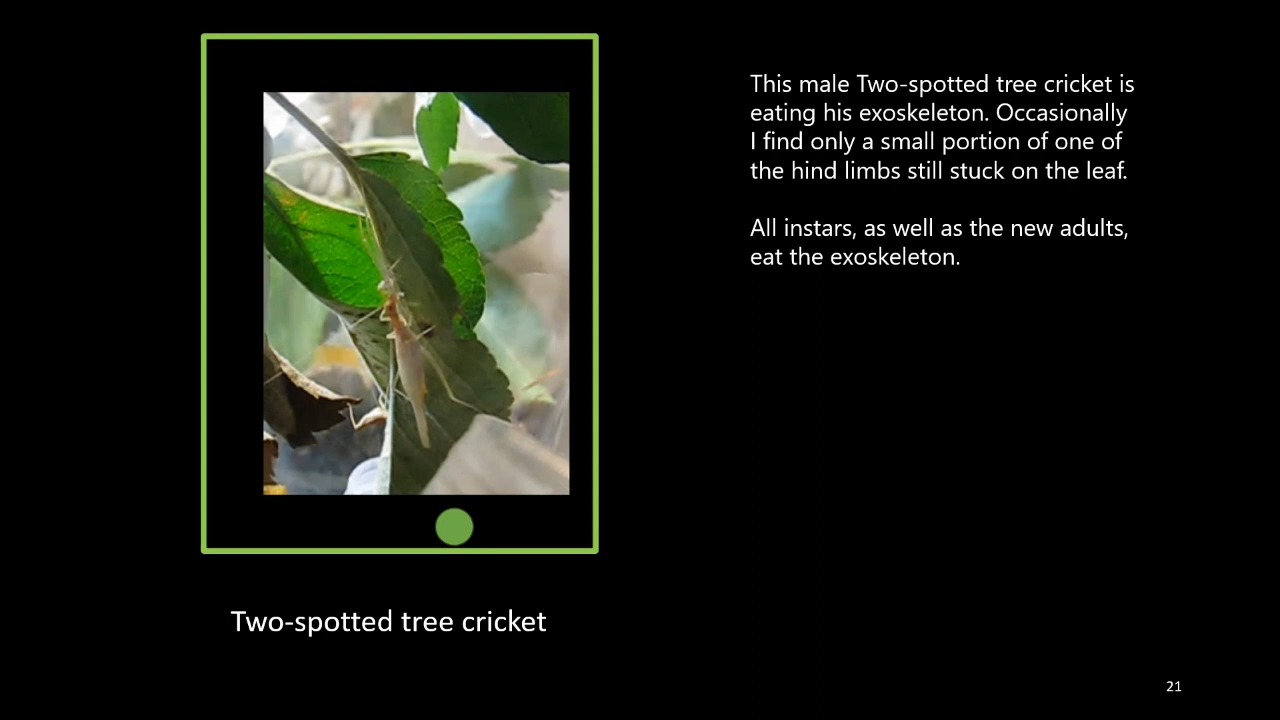 This male Two-spotted tree cricket is
eating his exoskeleton. Occasionally
I find only a small portion of one of
the hind limbs still stuck on the leaf.
All instars, as well as the new adults,
eat the exoskeleton.
Two-spotted tree cricket
21